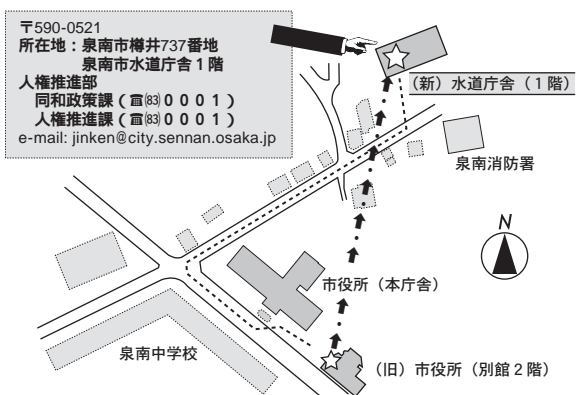 〒590-0521
所在地:泉南市樽井737番地
泉南市水道庁舎1階
人権推進部
同和政策課(☎(83)0001)
人権推進課(☎(83)0001)
e-mail: jinken@city.sennan.osaka.jp
(新)水道庁舎(1階)
泉南消防署
N
市役所(本庁舎)
泉南中学校
(旧)市役所(別館2階)